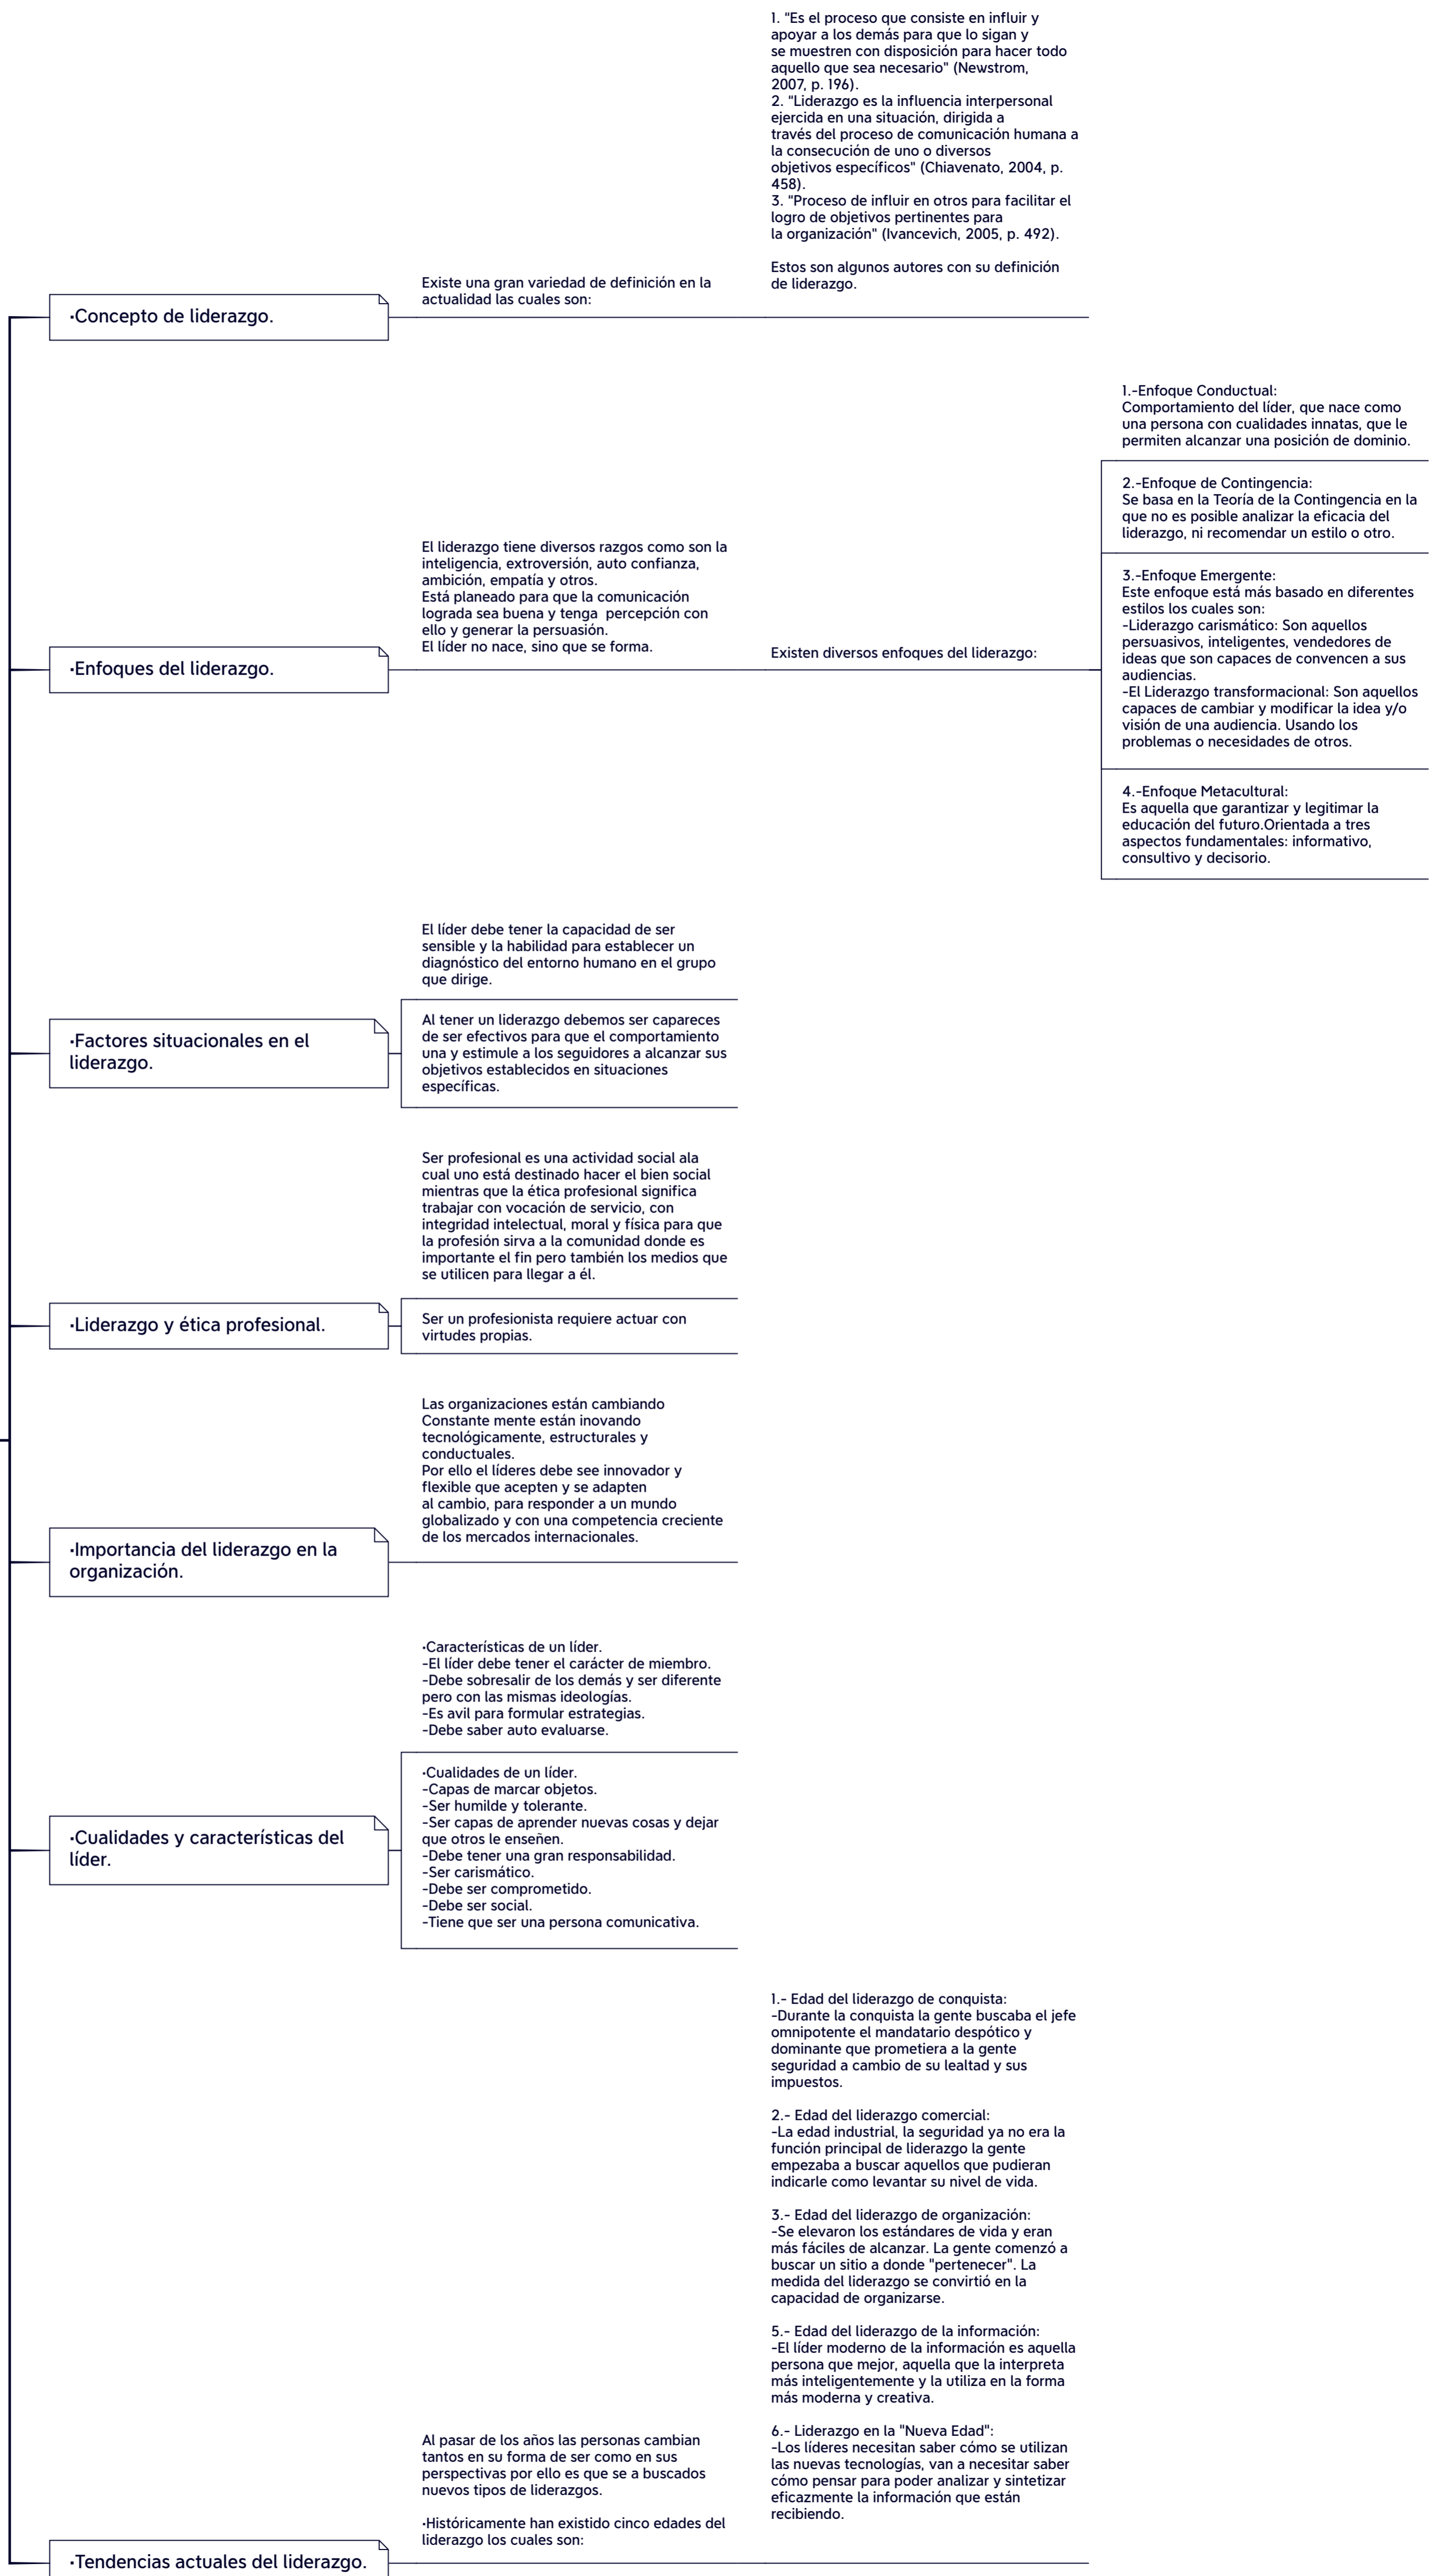 ·Concepto de liderazgo.
Existe una gran variedad de definición en la
actualidad las cuales son:
1. "Es el proceso que consiste en influir y
apoyar a los demás para que lo sigan y
se muestren con disposición para hacer todo
aquello que sea necesario" (Newstrom,
2007, p. 196).
2. "Liderazgo es la influencia interpersonal
ejercida en una situación, dirigida a
través del proceso de comunicación humana a
la consecución de uno o diversos
objetivos específicos" (Chiavenato, 2004, p.
458).
3. "Proceso de influir en otros para facilitar el
logro de objetivos pertinentes para
la organización" (Ivancevich, 2005, p. 492).
Estos son algunos autores con su definición
de liderazgo.
·Enfoques del liderazgo.
El liderazgo tiene diversos razgos como son la
inteligencia, extroversión, auto confianza,
ambición, empatía y otros.
Está planeado para que la comunicación
lograda sea buena y tenga  percepción con
ello y generar la persuasión.
El líder no nace, sino que se forma.
Existen diversos enfoques del liderazgo:
1.-Enfoque Conductual:
Comportamiento del líder, que nace como
una persona con cualidades innatas, que le
permiten alcanzar una posición de dominio.
2.-Enfoque de Contingencia:
Se basa en la Teoría de la Contingencia en la
que no es posible analizar la eficacia del
liderazgo, ni recomendar un estilo o otro.
3.-Enfoque Emergente:
Este enfoque está más basado en diferentes
estilos los cuales son:
-Liderazgo carismático: Son aquellos
persuasivos, inteligentes, vendedores de
ideas que son capaces de convencen a sus
audiencias.
-El Liderazgo transformacional: Son aquellos
capaces de cambiar y modificar la idea y/o
visión de una audiencia. Usando los
problemas o necesidades de otros.
4.-Enfoque Metacultural:
Es aquella que garantizar y legitimar la
educación del futuro.Orientada a tres
aspectos fundamentales: informativo,
consultivo y decisorio.
·Factores situacionales en el
liderazgo.
El líder debe tener la capacidad de ser
sensible y la habilidad para establecer un
diagnóstico del entorno humano en el grupo
que dirige.
Al tener un liderazgo debemos ser capareces
de ser efectivos para que el comportamiento
una y estimule a los seguidores a alcanzar sus
objetivos establecidos en situaciones
específicas.
·Liderazgo y ética profesional.
Ser profesional es una actividad social ala
cual uno está destinado hacer el bien social
mientras que la ética profesional significa
trabajar con vocación de servicio, con
integridad intelectual, moral y física para que
la profesión sirva a la comunidad donde es
importante el fin pero también los medios que
se utilicen para llegar a él.
Ser un profesionista requiere actuar con
virtudes propias.
·Importancia del liderazgo en la
organización.
Las organizaciones están cambiando
Constante mente están inovando
tecnológicamente, estructurales y
conductuales.
Por ello el líderes debe see innovador y
flexible que acepten y se adapten
al cambio, para responder a un mundo
globalizado y con una competencia creciente
de los mercados internacionales.
·Cualidades y características del
líder.
·Características de un líder.
-El líder debe tener el carácter de miembro.
-Debe sobresalir de los demás y ser diferente
pero con las mismas ideologías.
-Es avil para formular estrategias.
-Debe saber auto evaluarse.
·Cualidades de un líder.
-Capas de marcar objetos.
-Ser humilde y tolerante.
-Ser capas de aprender nuevas cosas y dejar
que otros le enseñen.
-Debe tener una gran responsabilidad.
-Ser carismático.
-Debe ser comprometido.
-Debe ser social.
-Tiene que ser una persona comunicativa.
·Tendencias actuales del liderazgo.
Al pasar de los años las personas cambian
tantos en su forma de ser como en sus
perspectivas por ello es que se a buscados
nuevos tipos de liderazgos.
·Históricamente han existido cinco edades del
liderazgo los cuales son:
1.- Edad del liderazgo de conquista:
-Durante la conquista la gente buscaba el jefe
omnipotente el mandatario despótico y
dominante que prometiera a la gente
seguridad a cambio de su lealtad y sus
impuestos.
2.- Edad del liderazgo comercial:
-La edad industrial, la seguridad ya no era la
función principal de liderazgo la gente
empezaba a buscar aquellos que pudieran
indicarle como levantar su nivel de vida.
3.- Edad del liderazgo de organización:
-Se elevaron los estándares de vida y eran
más fáciles de alcanzar. La gente comenzó a
buscar un sitio a donde "pertenecer". La
medida del liderazgo se convirtió en la
capacidad de organizarse.
5.- Edad del liderazgo de la información:
-El líder moderno de la información es aquella
persona que mejor, aquella que la interpreta
más inteligentemente y la utiliza en la forma
más moderna y creativa.
6.- Liderazgo en la "Nueva Edad":
-Los líderes necesitan saber cómo se utilizan
las nuevas tecnologías, van a necesitar saber
cómo pensar para poder analizar y sintetizar
eficazmente la información que están
recibiendo.